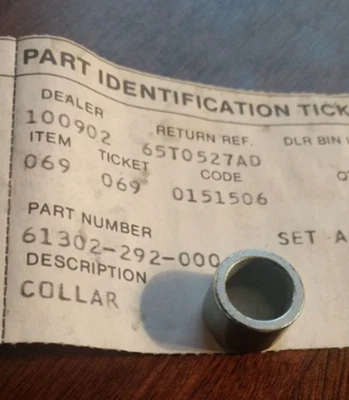 PART IDENTIFICATION TICK
DEALER RETURN REF. DLR BIN
100902 65T0527AD
ITEM TICKET CODE
069 069 0151506
PART NUMBER
61302-292-000 SET A
DESCRIPTION
COLLAR